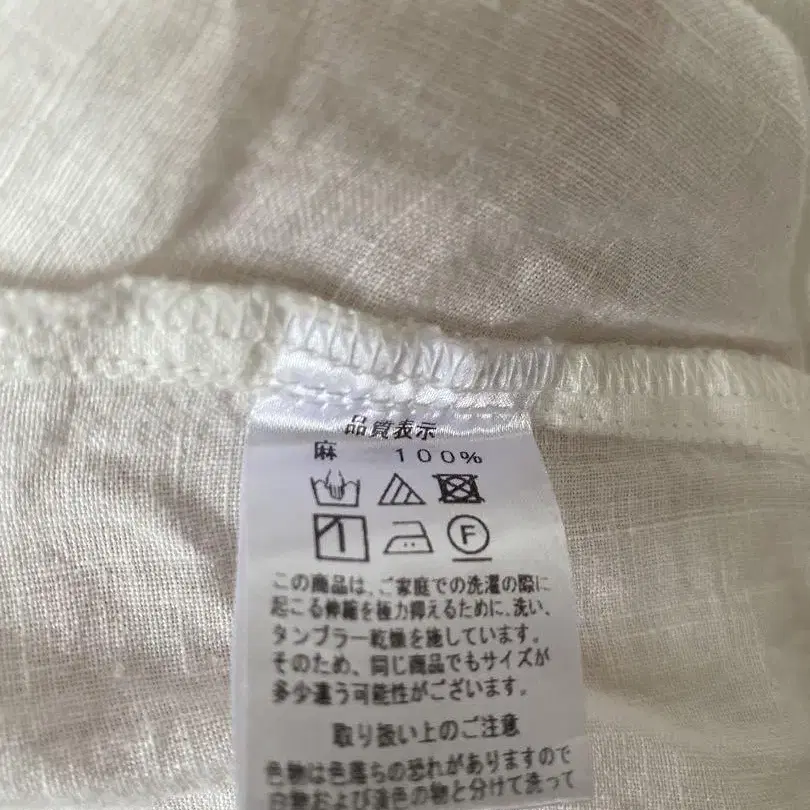 品質表示
麻 100%
F
この商品は、ご家庭での洗濯の際に
起こる伸縮を極力抑えるために、洗い、
タンブラー乾燥を施しています。
そのため、同じ商品でもサイズが
多少違う可能性がございます。
取り扱い上のご注意
色物は色落ちの恐れがありますので
白物および淡色の物と分けて洗って